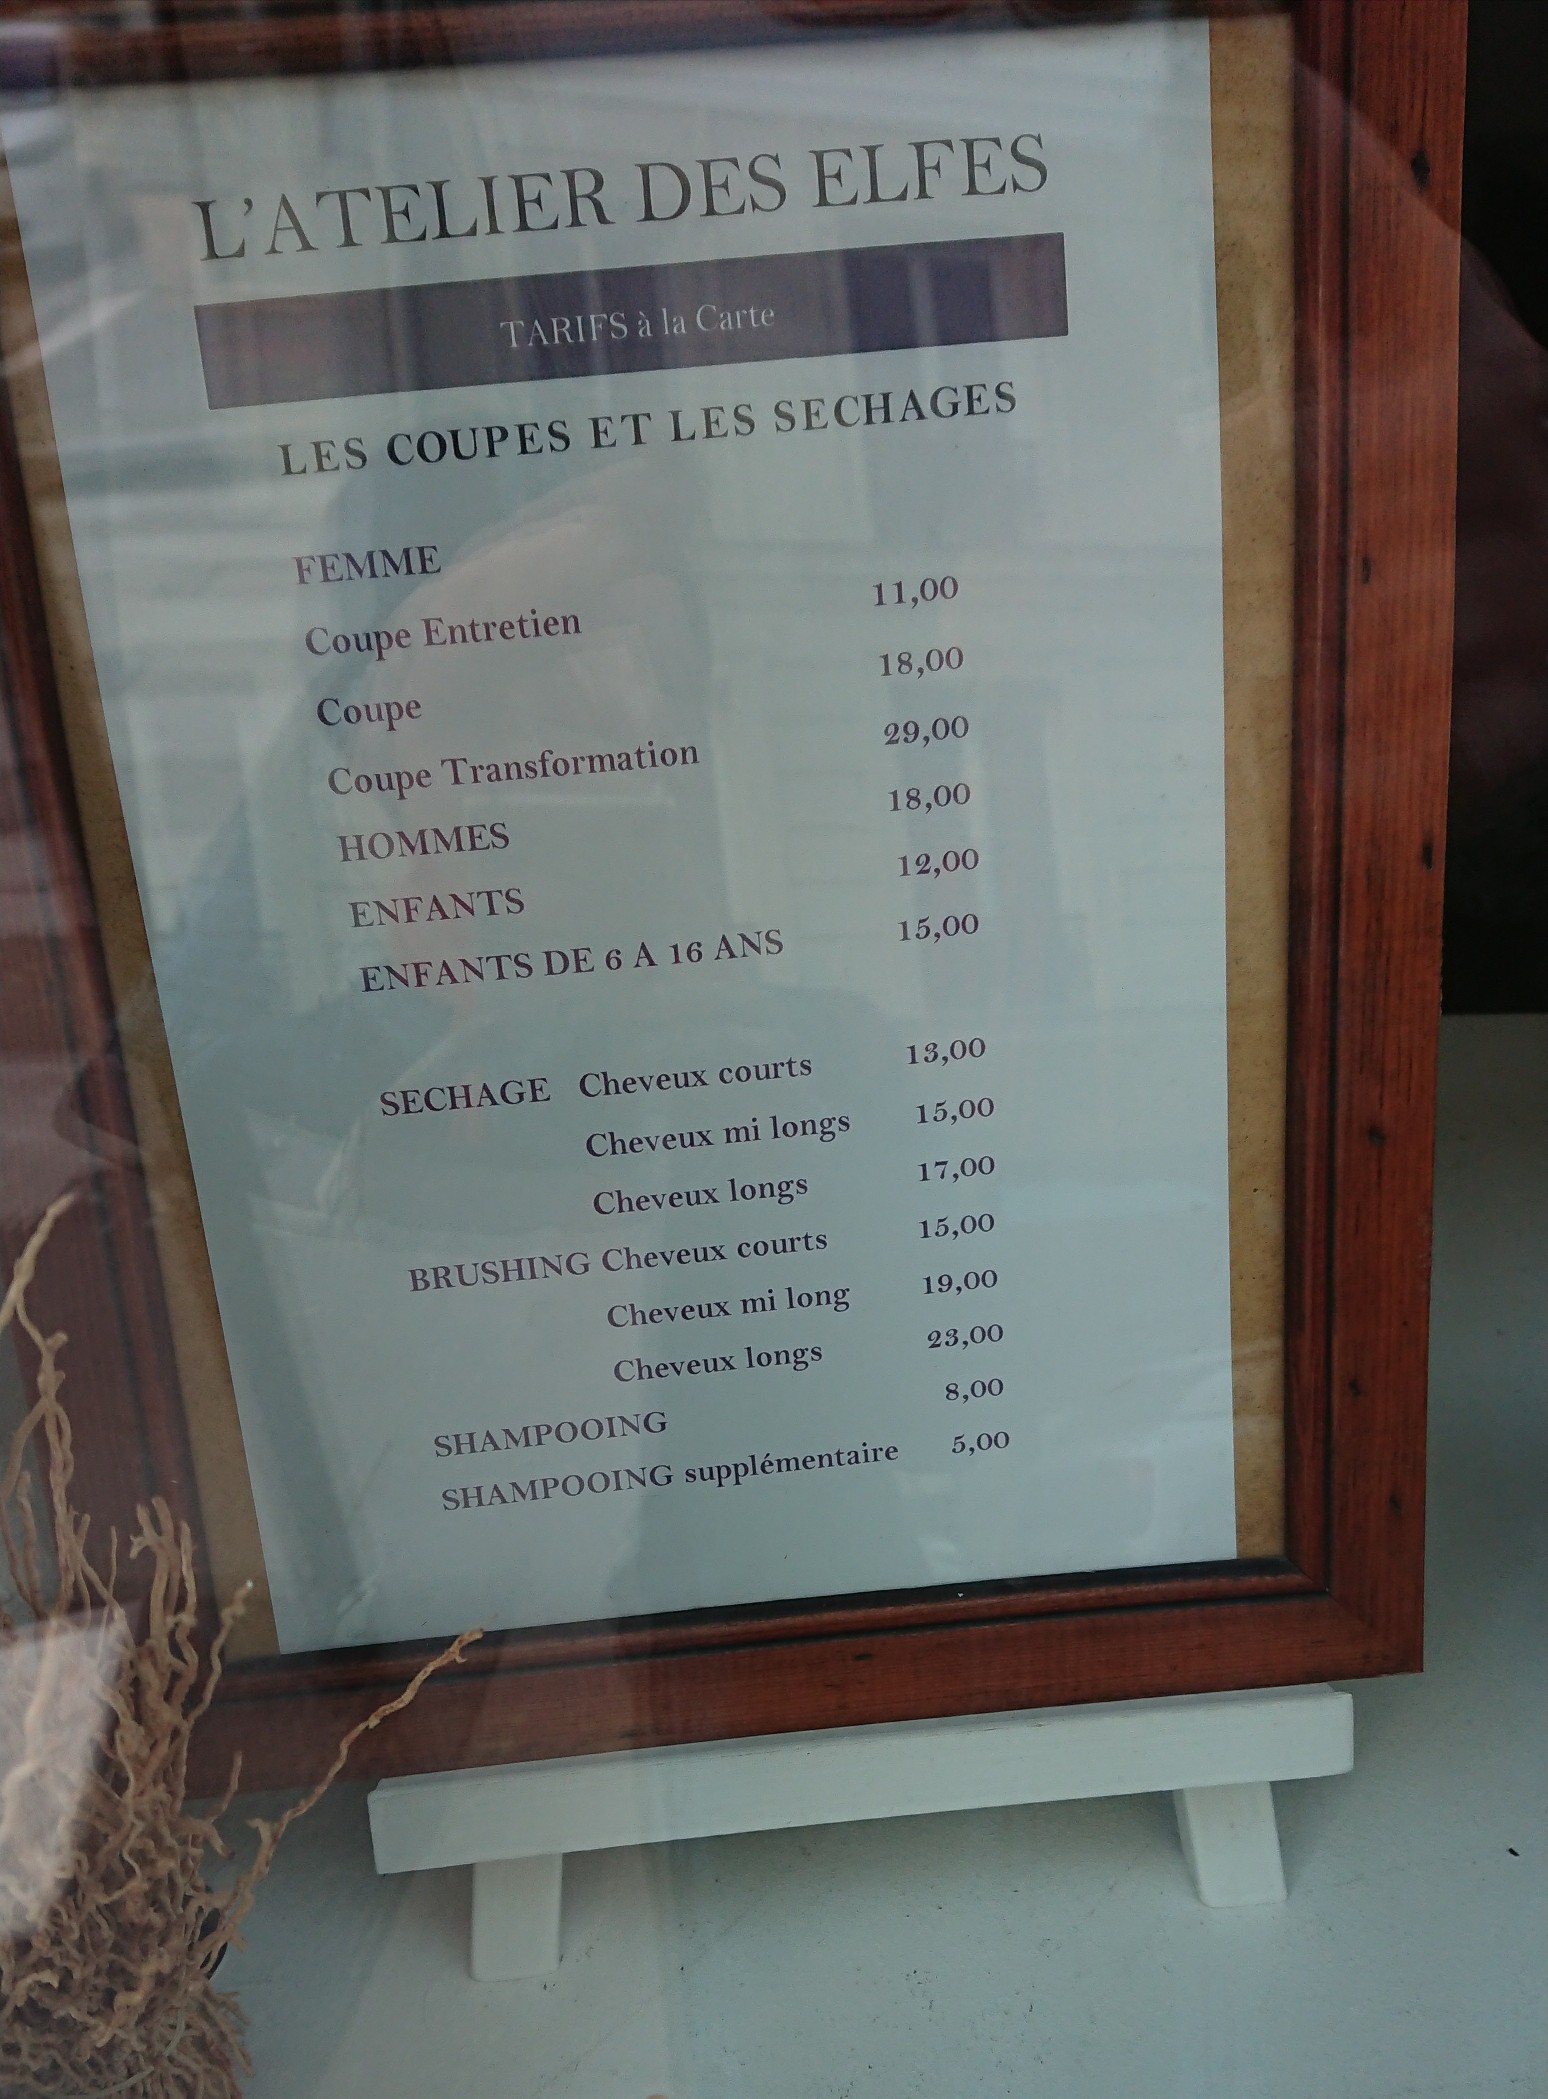 L'ATELIER DES ELFES
TARIFS à la Carte
LES COUPES ET LES SECHAGES
FEMME
Coupe Entretien 11,00
Coupe 18,00
Coupe Transformation 29,00
HOMMES 18,00
ENFANTS 12,00
ENFANTS DE 6 A 16 ANS 15,00
SECHAGE Cheveux courts 13,00
Cheveux mi longs 15,00
Cheveux longs 17,00
BRUSHING Cheveux courts 15,00
Cheveux mi long 19,00
Cheveux longs 23,00
SHAMPOOING 8,00
SHAMPOOING supplémentaire 5,00